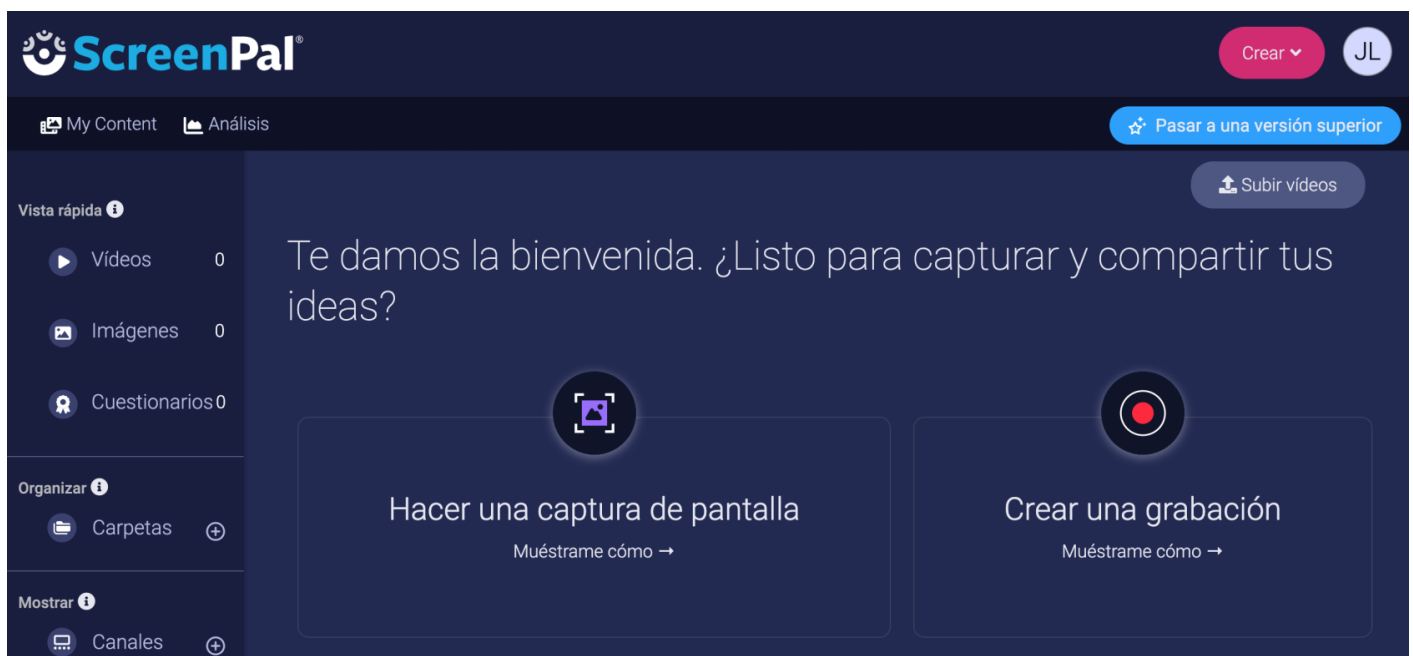 ScreenPal®
Crear
JL
My Content
Análisis
Pasar a una versión superior
Subir vídeos
Vista rápida
Vídeos 0
Imágenes 0
Cuestionarios 0
Organizar
Carpetas
Mostrar
Canales
Te damos la bienvenida. ¿Listo para capturar y compartir tus
ideas?
Hacer una captura de pantalla
Muéstrame cómo →
Crear una grabación
Muéstrame cómo →